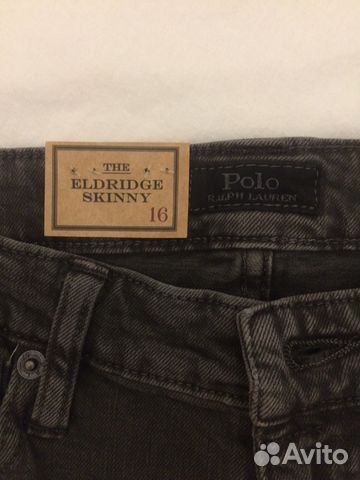 THE
ELDRIDGE
SKINNY
16
Polo
RALPH LAUREN
Avito